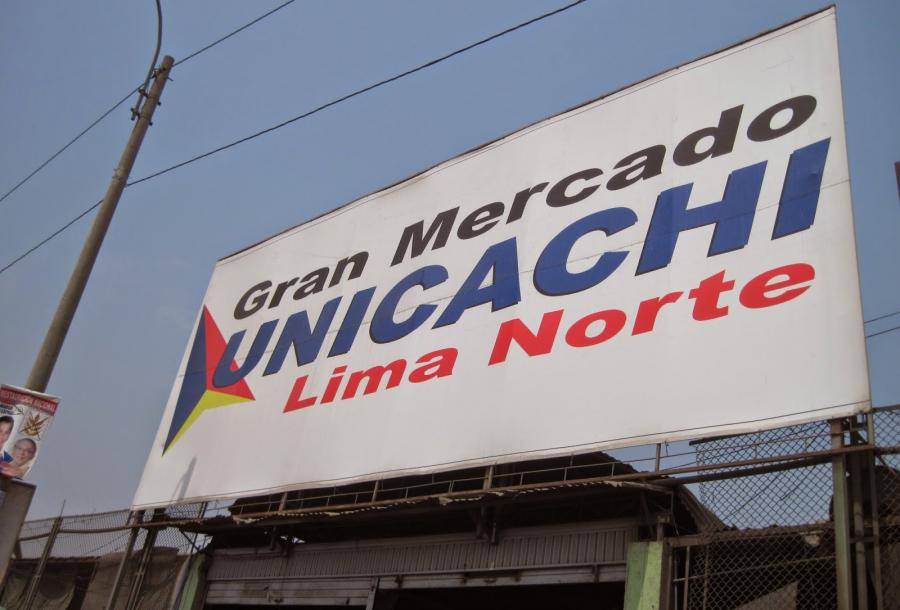 Gran Mercado
UNICACHI
Lima Norte